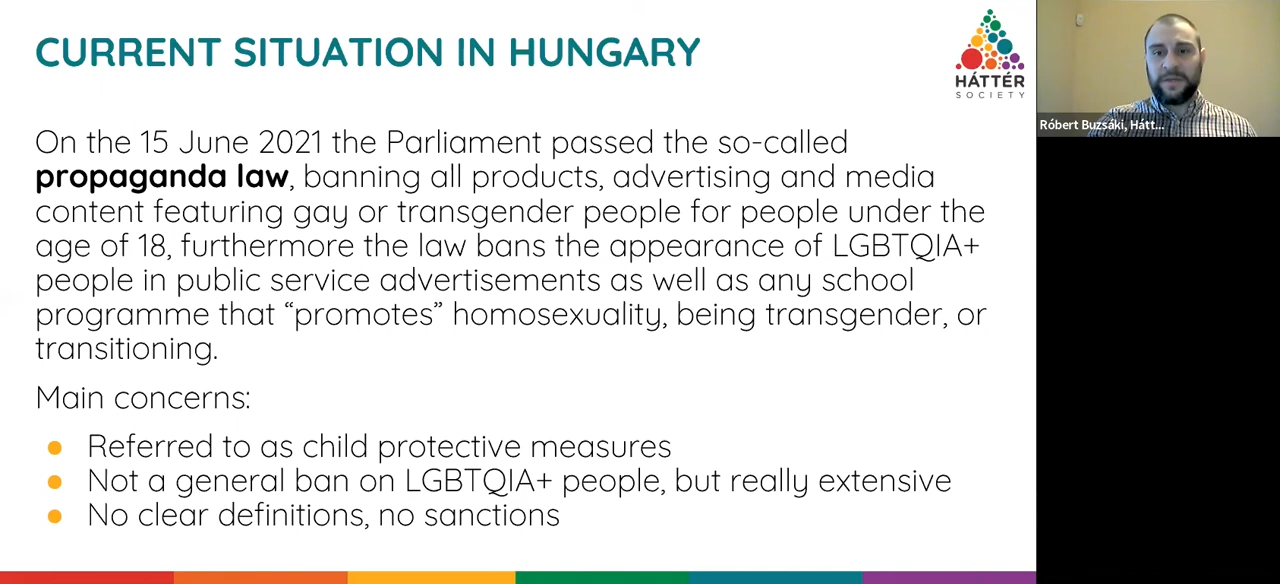 CURRENT SITUATION IN HUNGARY
HÁTTÉR
SOCIETY
Róbert Buzsáki, Hátt...
On the 15 June 2021 the Parliament passed the so-called
propaganda law, banning all products, advertising and media
content featuring gay or transgender people for people under the
age of 18, furthermore the law bans the appearance of LGBTQIA+
people in public service advertisements as well as any school
programme that “promotes” homosexuality, being transgender, or
transitioning.
Main concerns:
● Referred to as child protective measures
● Not a general ban on LGBTQIA+ people, but really extensive
● No clear definitions, no sanctions